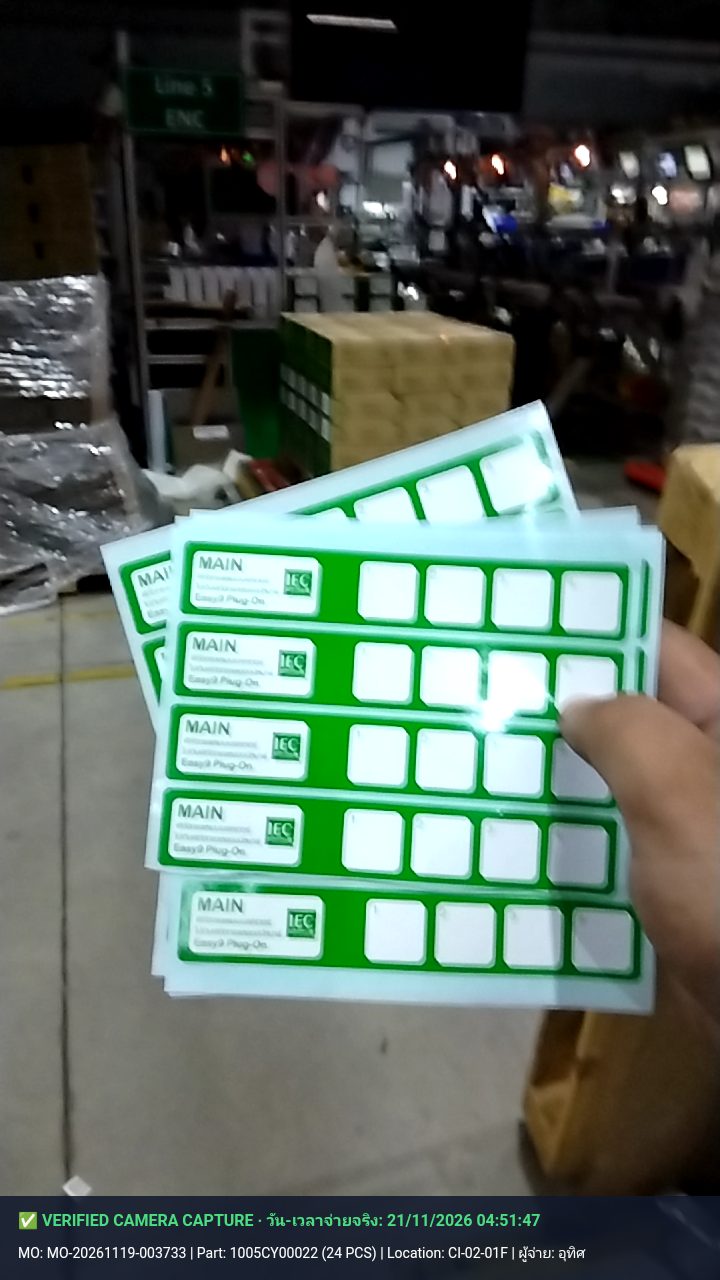 Line 5
ENC
MAIN
MAIN
IEC
Easy9 Plug-On.
MAIN
IEC
Easy9 Plug-On.
MAIN
IEC
Easy9 Plug-On.
MAIN
IEC
Easy9 Plug-On.
MAIN
IEC
Easy9 Plug-On.
✅ VERIFIED CAMERA CAPTURE · วัน-เวลาจ่ายจริง: 21/11/2026 04:51:47
MO: MO-20261119-003733 | Part: 1005CY00022 (24 PCS) | Location: CI-02-01F | ผู้จ่าย: อุทิศ